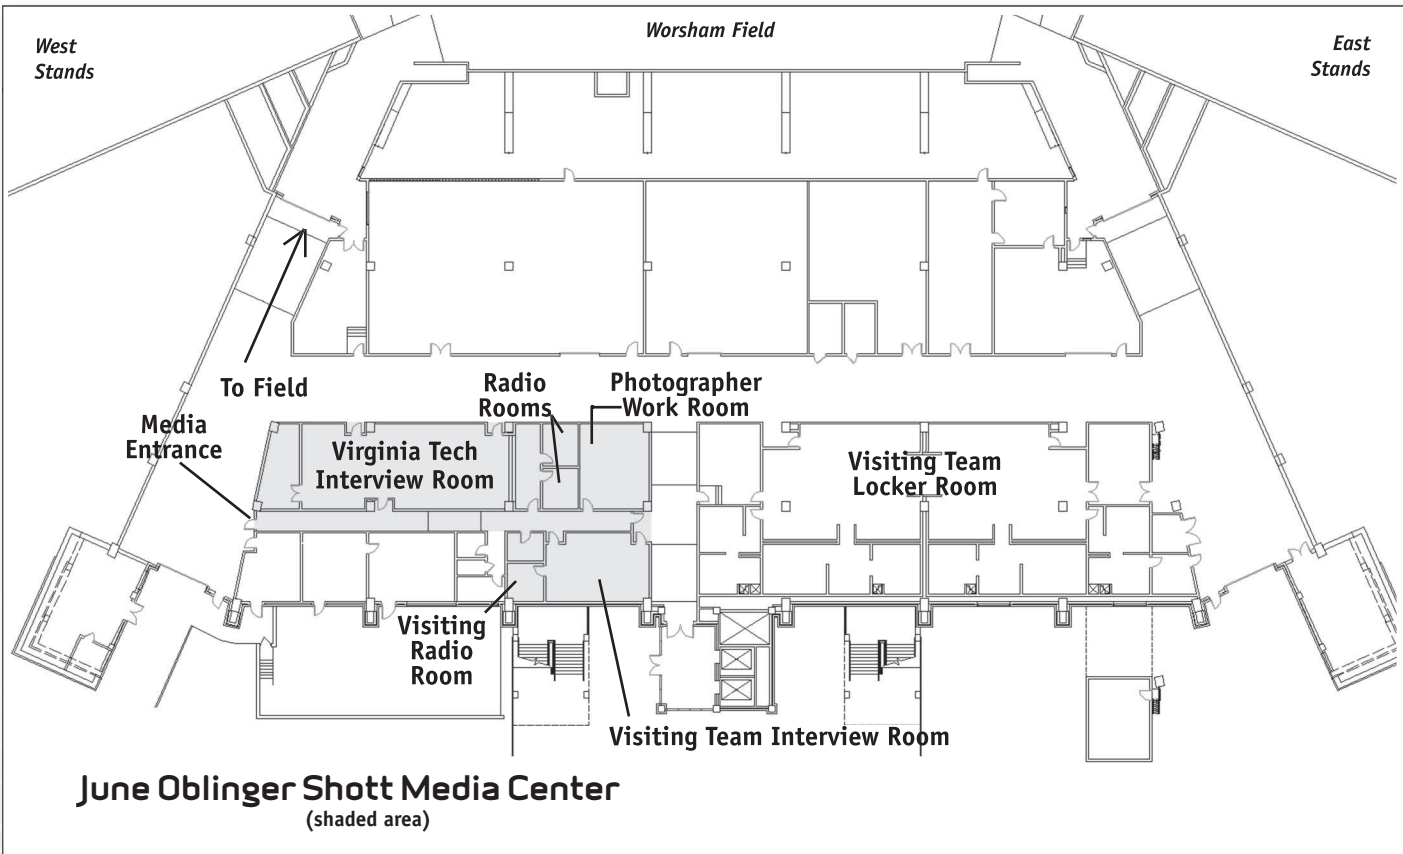 Worsham Field
West
Stands
East
Stands
To Field
Media
Entrance
Radio
Rooms
Photographer
Work Room
Virginia Tech
Interview Room
Visiting Team
Locker Room
Visiting
Radio
Room
Visiting Team Interview Room
June Oblinger Shott Media Center
(shaded area)